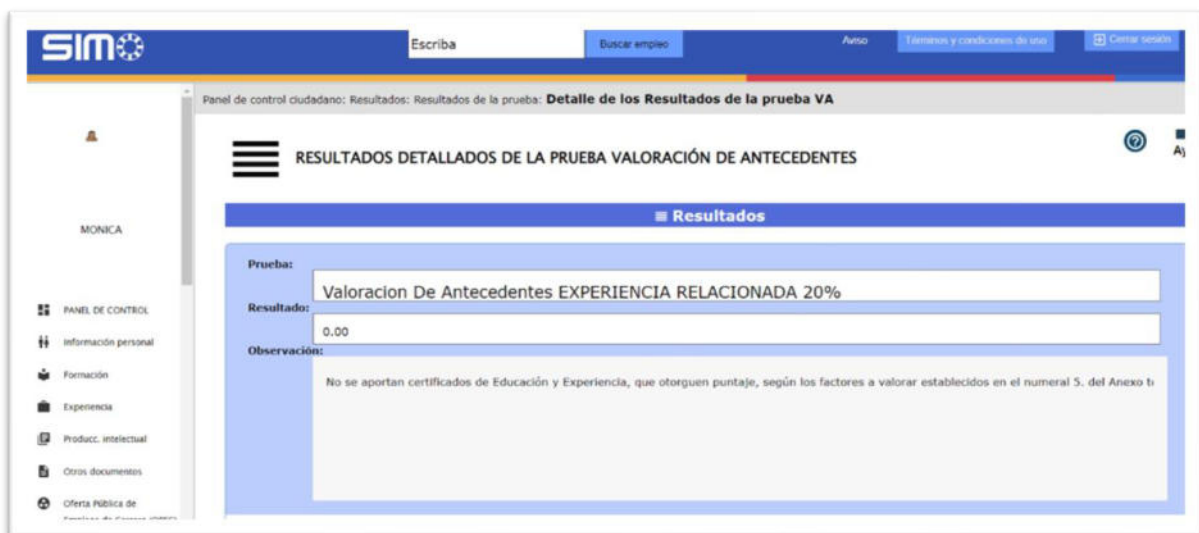 SIMO
Escriba
Buscar empleo
Aviso
Términos y condiciones de uso
Cerrar sesión
Panel de control ciudadano: Resultados: Resultados de la prueba: Detalle de los Resultados de la prueba VA
RESULTADOS DETALLADOS DE LA PRUEBA VALORACIÓN DE ANTECEDENTES
Resultados
MONICA
Prueba:
Valoracion De Antecedentes EXPERIENCIA RELACIONADA 20%
Resultado:
0.00
Observación:
No se aportan certificados de Educación y Experiencia, que otorguen puntaje, según los factores a valorar establecidos en el numeral 5. del Anexo
PANEL DE CONTROL
Información personal
Formación
Experiencia
Producc. intelectual
Otros documentos
Oferta Pública de